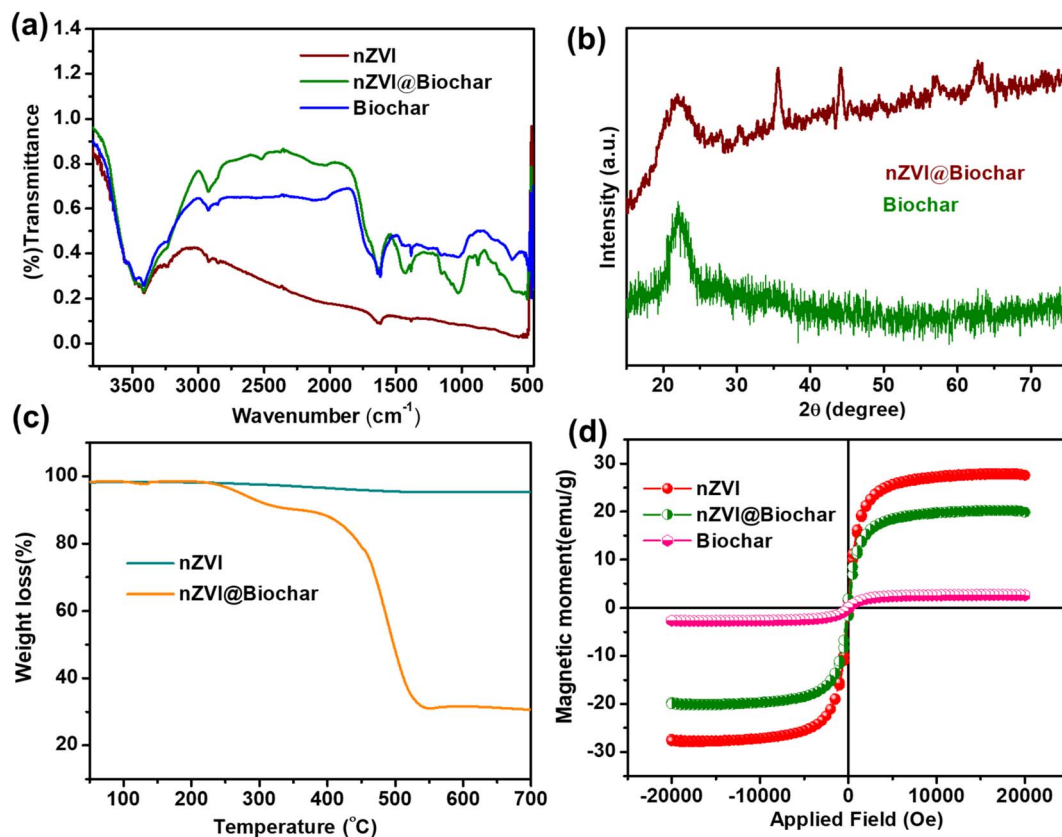 (a)
nZVI
nZVI@Biochar
Biochar
1.4
1.2
1.0
0.8
0.6
0.4
0.2
0.0
(%)Transmittance
3500 3000 2500 2000 1500 1000 500
Wavenumber (cm⁻¹)
(b)
nZVI@Biochar
Biochar
Intensity (a.u.)
20 30 40 50 60 70
2θ (degree)
(c)
100
80
60
40
20
Weight loss(%)
nZVI
nZVI@Biochar
100 200 300 400 500 600 700
Temperature (°C)
(d)
30
20
10
0
-10
-20
-30
Magnetic moment(emu/g)
nZVI
nZVI@Biochar
Biochar
-20000 -10000 0 10000 20000
Applied Field (Oe)